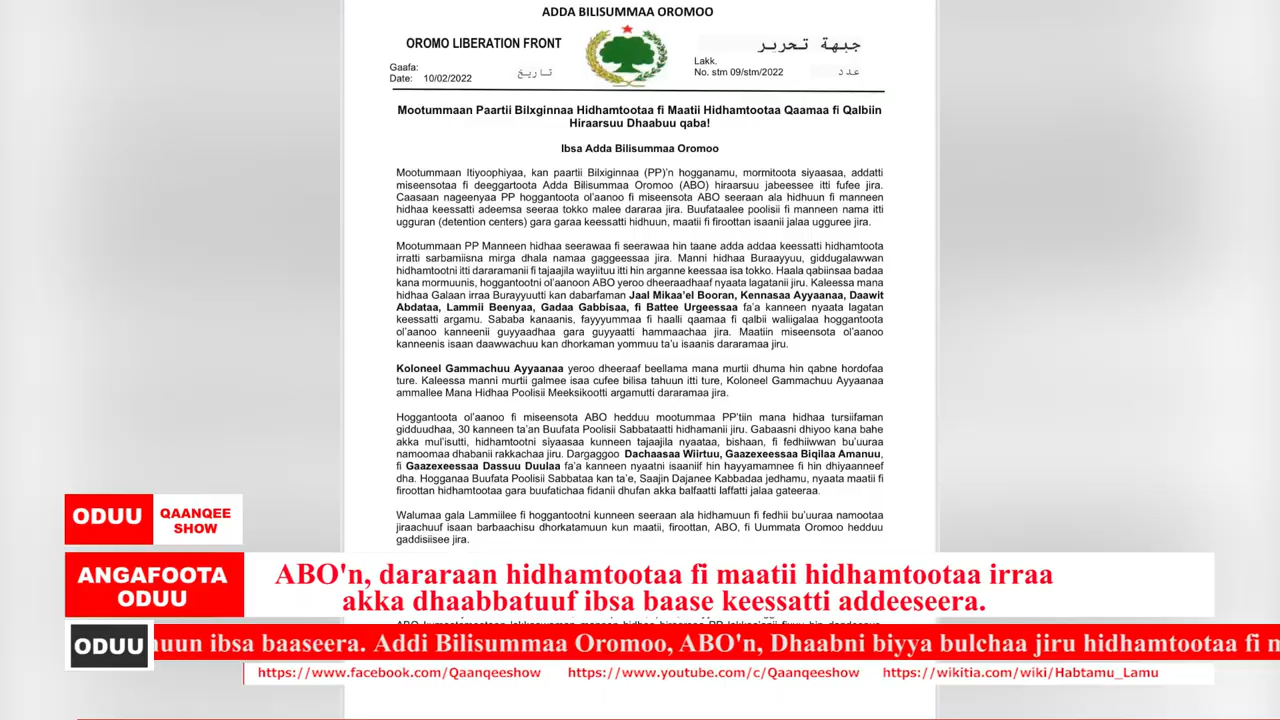 ADDA BILISUMMAA OROMOO
OROMO LIBERATION FRONT
جبهة تحرير
Gaafa:
Date: 10/02/2022
تاريخ
Lakk.
No. stm 09/stm/2022
عدد
Mootummaan Paartii Bilxginnaa Hidhamtootaa fi Maatii Hidhamtootaa Qaamaa fi Qalbiin
Hiraarsuu Dhaabuu qaba!
Ibsa Adda Bilisummaa Oromoo
Mootummaan Itiyoophiyaa, kan paartii Bilxiginnaa (PP)'n hogganamu, mormitoota siyaasaa, addatti
miseensotaa fi deeggartoota Adda Bilisummaa Oromoo (ABO) hiraarsuu jabeessee itti fufee jira.
Caasaan nageenyaa PP hoggantoota ol'aanoo fi miseensota ABO seeraan ala hidhuun fi manneen
hidhaa keessatti adeemsa seeraa tokko malee dararaa jira. Buufataalee poolisii fi manneen nama itti
ugguran (detention centers) gara garaa keessatti hidhuun, maatii fi firoottan isaanii jalaa ugguree jira.
Mootummaan PP Manneen hidhaa seerawaa fi seerawaa hin taane adda addaa keessatti hidhamtoota
irratti sarbamiisna mirga dhala namaa gaggeessaa jira. Manni hidhaa Buraayyuu, giddugalawwan
hidhamtootni itti dararamanii fi tajaajila wayiituu itti hin arganne keessaa isa tokko. Haala qabiinsaa badaa
kana mormuunis, hoggantootni ol'aanoon ABO yeroo dheeraadhaaf nyaata lagatanii jiru. Kaleessa mana
hidhaa Galaan irraa Burayyuutti kan dabarfaman Jaal Mikaa'el Booran, Kennasaa Ayyaanaa, Daawit
Abdataa, Lammii Beenyaa, Gadaa Gabbisaa, fi Battee Urgeessaa fa'a kanneen nyaata lagatan
keessatti argamu. Sababa kanaanis, fayyyummaa fi haalli qaamaa fi qalbii waliigalaa hoggantoota
ol'aanoo kanneenii guyyaadhaa gara guyyaatti hammaachaa jira. Maatiin miseensota ol'aanoo
kanneenis isaan daawwachuu kan dhorkaman yommuu ta'u isaanis dararamaa jiru.
Koloneel Gammachuu Ayyaanaa yeroo dheeraaf beellama mana murtii dhuma hin qabne hordofaa
ture. Kaleessa manni murtii galmee isaa cufee bilisa tahuun itti ture, Koloneel Gammachuu Ayyaanaa
ammallee Mana Hidhaa Poolisii Meeksikootti argamutti dararamaa jira.
Hoggantoota ol'aanoo fi miseensota ABO hedduu mootummaa PP'tiin mana hidhaa tursiifaman
gidduudhaa, 30 kanneen ta'an Buufata Poolisii Sabbataatti hidhamanii jiru. Gabaasni dhiyoo kana bahe
akka mul'isutti, hidhamtootni siyaasaa kunneen tajaajila nyaataa, bishaan, fi fedhiiwwan bu'uuraa
namoomaa dhabanii rakkachaa jiru. Dargaggoo Dachaasaa Wiirtuu, Gaazexeessaa Biqilaa Amanuu,
fi Gaazexeessaa Dassuu Duulaa fa'a kanneen nyaatni isaaniif hin hayyamamnee fi hin dhiyaanneef
dha. Hogganaa Buufata Poolisii Sabbataa kan ta'e, Saajin Dajanee Kabbadaa jedhamu, nyaata maatii fi
firoottan hidhamtootaa gara buufatichaa fidanii dhufan akka balfaatti laffatti jalaa gateeraa.
Walumaa gala Lammiilee fi hoggantootni kunneen seeraan ala hidhamuun fi fedhii bu'uuraa namootaa
jiraachuuf isaan barbaachisu dhorkatamuun kun maatii, firoottan, ABO, fi Uummata Oromoo hedduu
gaddisiisee jira.
ODUU
QAANQEE
SHOW
ANGAFOOTA
ODUU
ABO'n, dararaan hidhamtootaa fi maatii hidhamtootaa irraa
akka dhaabbatuuf ibsa baase keessatti addeeseera.
ODUU
uun ibsa baaseera. Addi Bilisummaa Oromoo, ABO'n, Dhaabni biyya bulchaa jiru hidhamtootaa fi
https://www.facebook.com/Qaanqeeshow
https://www.youtube.com/c/Qaanqeeshow
https://wikitia.com/wiki/Habtamu_Lamu